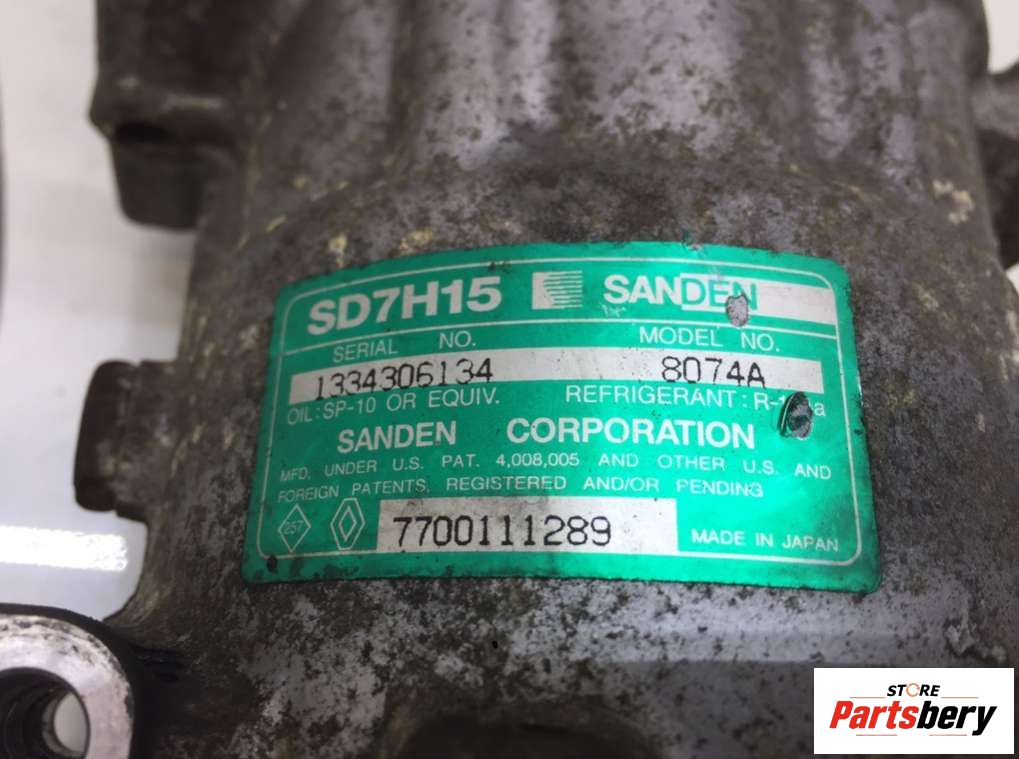 SD7H15 SANDEN
SERIAL NO. MODEL NO.
1334306134 8074A
OIL: SP-10 OR EQUIV. REFRIGERANT:
SANDEN CORPORATION
MFD. UNDER U.S. PAT. 4,008,005 AND OTHER U.S. AND
FOREIGN PATENTS, REGISTERED AND/OR PENDING
257 7700111289 MADE IN JAPAN
STORE
Partsbery